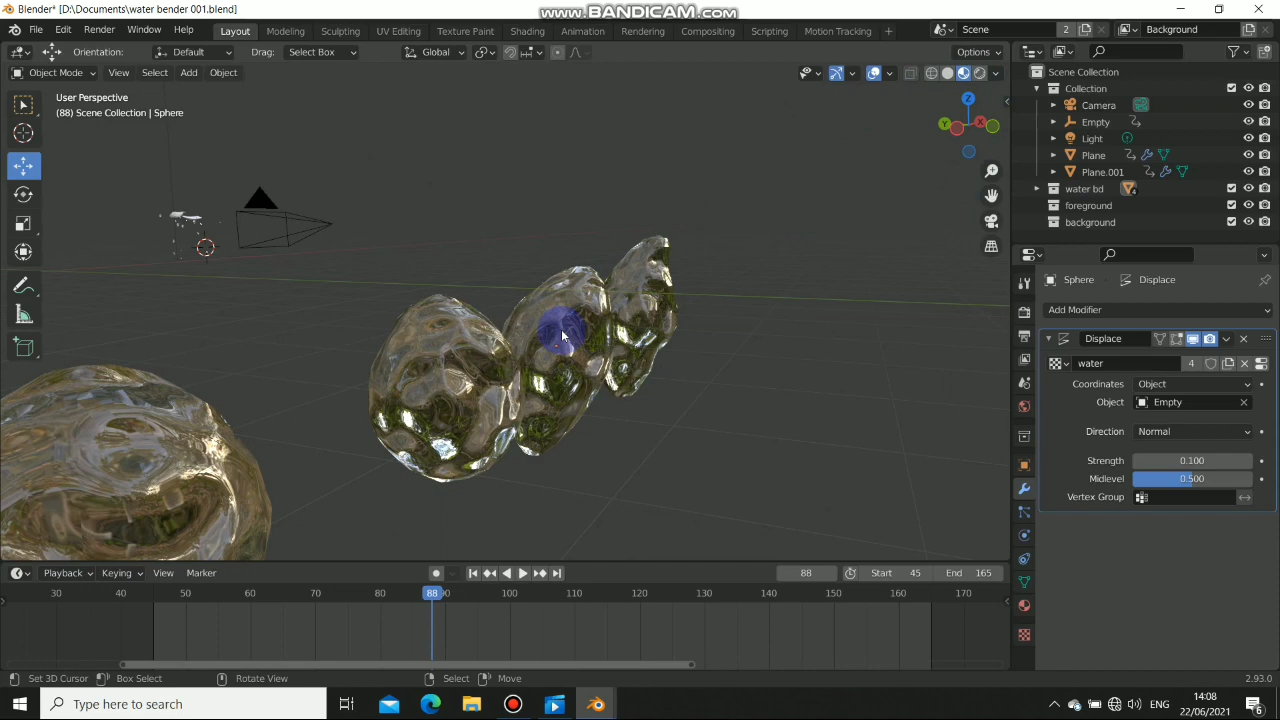 Blender* [D:\Documents\water bender 001.blend]
www.BANDICAM.com
File Edit Render Window Help
Layout Modeling Sculpting UV Editing Texture Paint Shading Animation Rendering Compositing Scripting Motion Tracking +
Scene 2 Background
Orientation: Default Drag: Select Box Global Options
Object Mode View Select Add Object
User Perspective
(88) Scene Collection | Sphere
Z
Y
X
Scene Collection
Collection
Camera
Empty
Light
Plane
Plane.001
water bd 4
foreground
background
Sphere Displace
Add Modifier
Displace
water 4
Coordinates Object
Object Empty
Direction Normal
Strength 0.100
Midlevel 0.500
Vertex Group
Playback Keying View Marker 88 Start 45 End 165
30 40 50 60 70 80 88 90 100 110 120 130 140 150 160 170
Set 3D Cursor Box Select Rotate View Select Move 2.93.0
Type here to search
ENG
14:08
22/06/2021
6